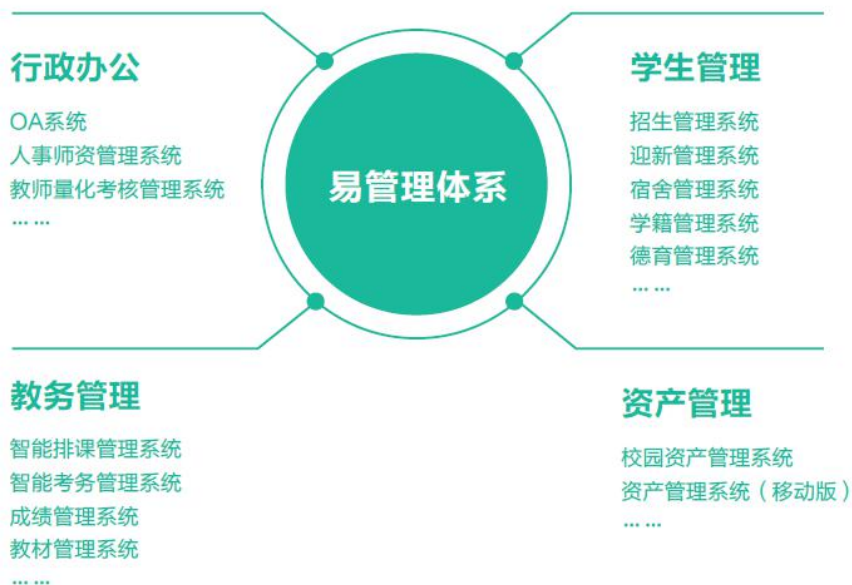 行政办公
OA系统
人事师资管理系统
教师量化考核管理系统
... ...
易管理体系
学生管理
招生管理系统
迎新管理系统
宿舍管理系统
学籍管理系统
德育管理系统
... ...
教务管理
智能排课管理系统
智能考务管理系统
成绩管理系统
教材管理系统
... ...
资产管理
校园资产管理系统
资产管理系统（移动版）
... ...